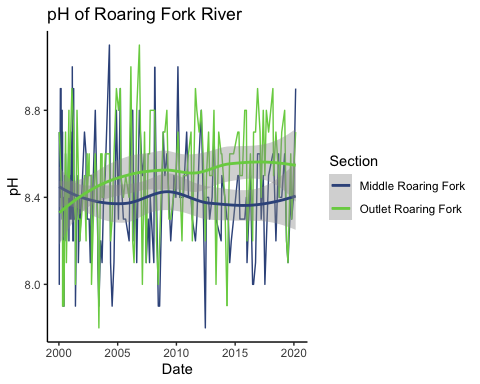 pH of Roaring Fork River
pH
8.8
8.4
8.0
2000
2005
2010
2015
2020
Date
Section
Middle Roaring Fork
Outlet Roaring Fork